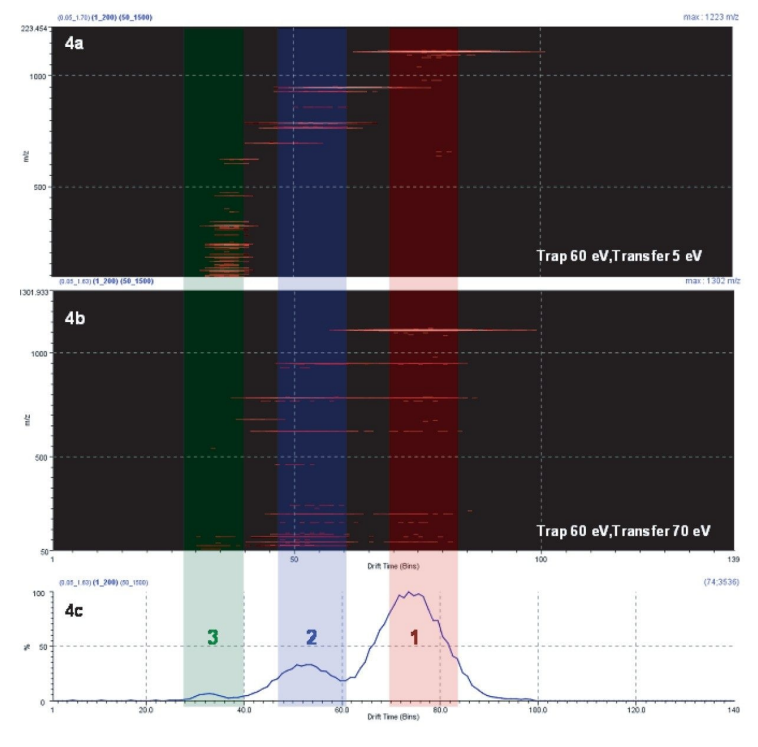 (0.05_1.70) (1_200) (50_1500) max : 1223 m/z
223.454
4a
1000
m/z
500
Trap 60 eV,Transfer 5 eV
(0.05_1.63) (1_200) (50_1500) max : 1302 m/z
1301.933
4b
1000
m/z
500
Trap 60 eV,Transfer 70 eV
50
1 50 100 139
Drift Time (Bins)
(0.05_1.63) (1_200) (50_1500) (74;3536)
100
4c
3 2 1
%
50
0
1 20.0 40.0 60.0 80.0 100.0 120.0 140
Drift Time (Bins)